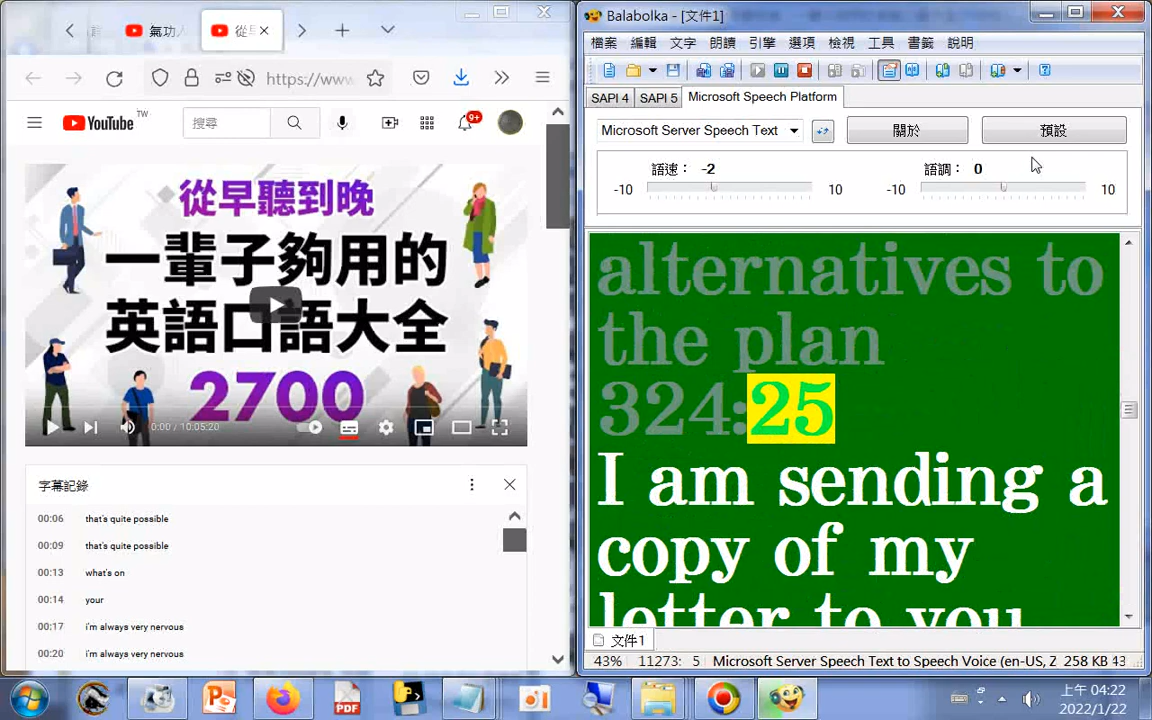 氣功人
從早
https://www.
YouTube TW
搜尋
9+
從早聽到晚
一輩子夠用的
英語口語大全
2700
0:00 / 10:05:20
字幕記錄
00:06 that's quite possible
00:09 that's quite possible
00:13 what's on
00:14 your
00:17 i'm always very nervous
00:20 i'm always very nervous
Balabolka - [文件1]
檔案 編輯 文字 朗讀 引擎 選項 檢視 工具 書籤 說明
SAPI 4 SAPI 5 Microsoft Speech Platform
Microsoft Server Speech Text 關於 預設
語速： -2 語調： 0
-10 10 -10 10
alternatives to
the plan
324:25
I am sending a
copy of my
letter to you
文件1
43% 11273: 5 Microsoft Server Speech Text to Speech Voice (en-US, Z 258 KB
PDF
上午 04:22
2022/1/22